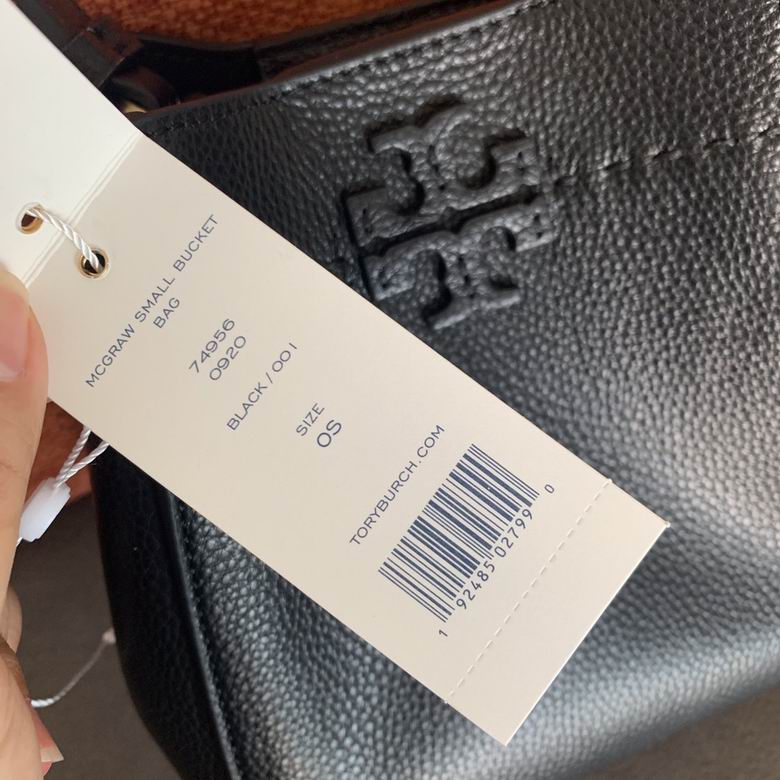 MCGRAW SMALL BUCKET
BAG
74956
0920
BLACK / 001
SIZE
OS
TORYBURCH.COM
1 92485 02799 0